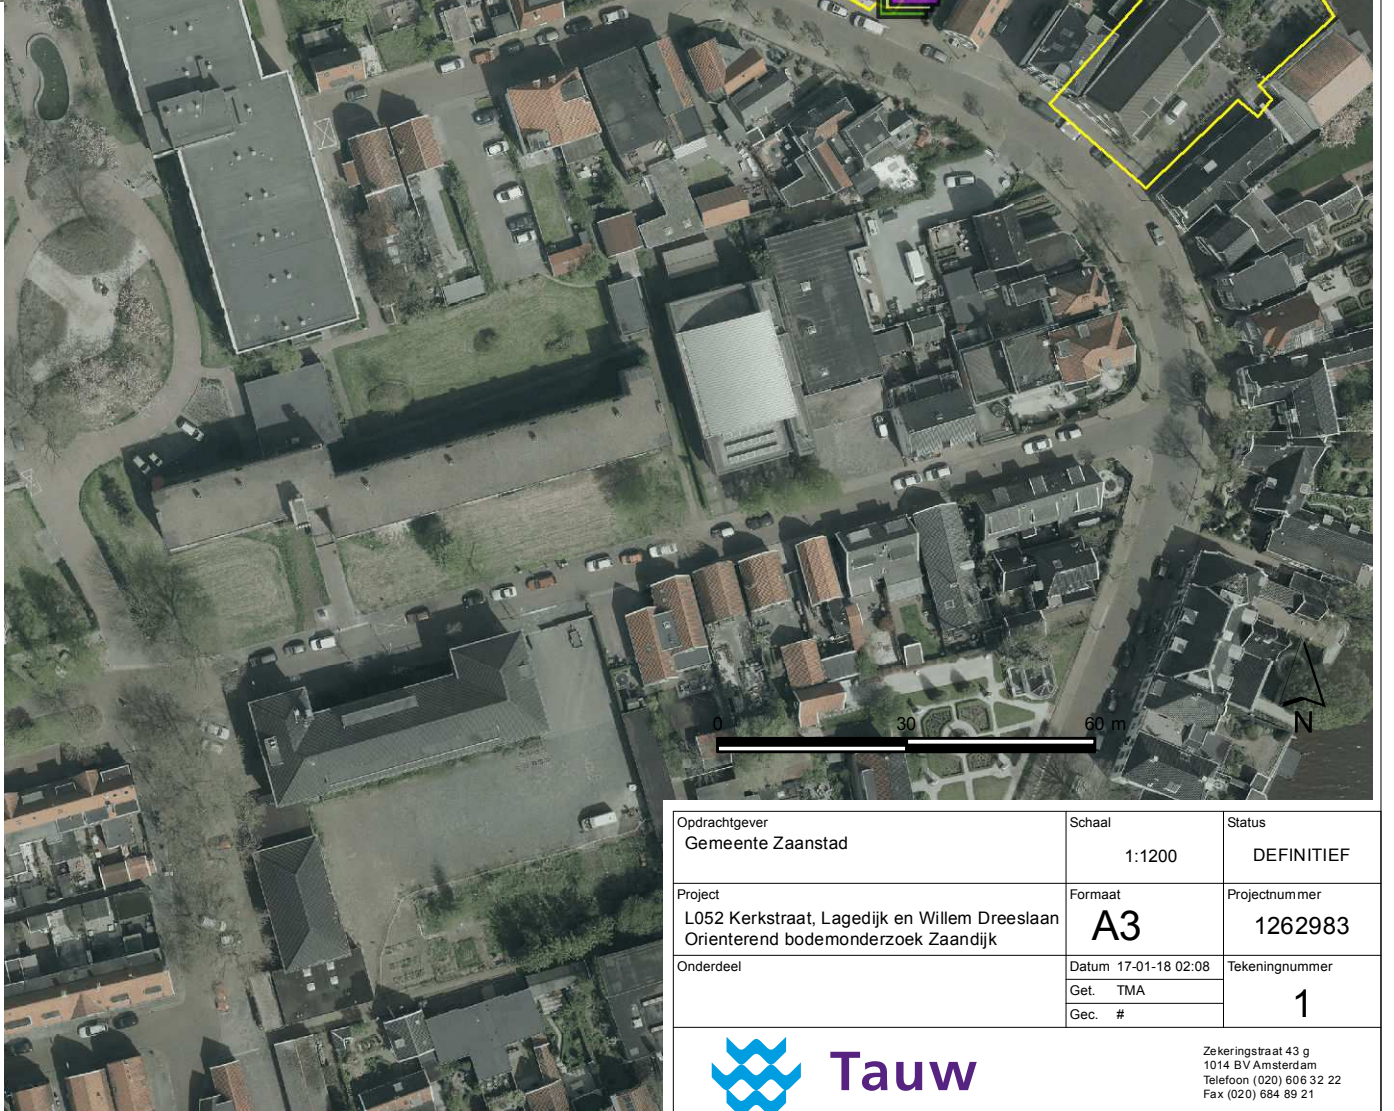 0 30 60 m
N
Opdrachtgever
Gemeente Zaanstad
Schaal
1:1200
Status
DEFINITIEF
Project
L052 Kerkstraat, Lagedijk en Willem Dreeslaan
Orienterend bodemonderzoek Zaandijk
Formaat
A3
Projectnummer
1262983
Onderdeel
Datum 17-01-18 02:08
Get. TMA
Gec. #
Tekeningnummer
1
Tauw
Zekeringstraat 43 g
1014 BV Amsterdam
Telefoon (020) 606 32 22
Fax (020) 684 89 21